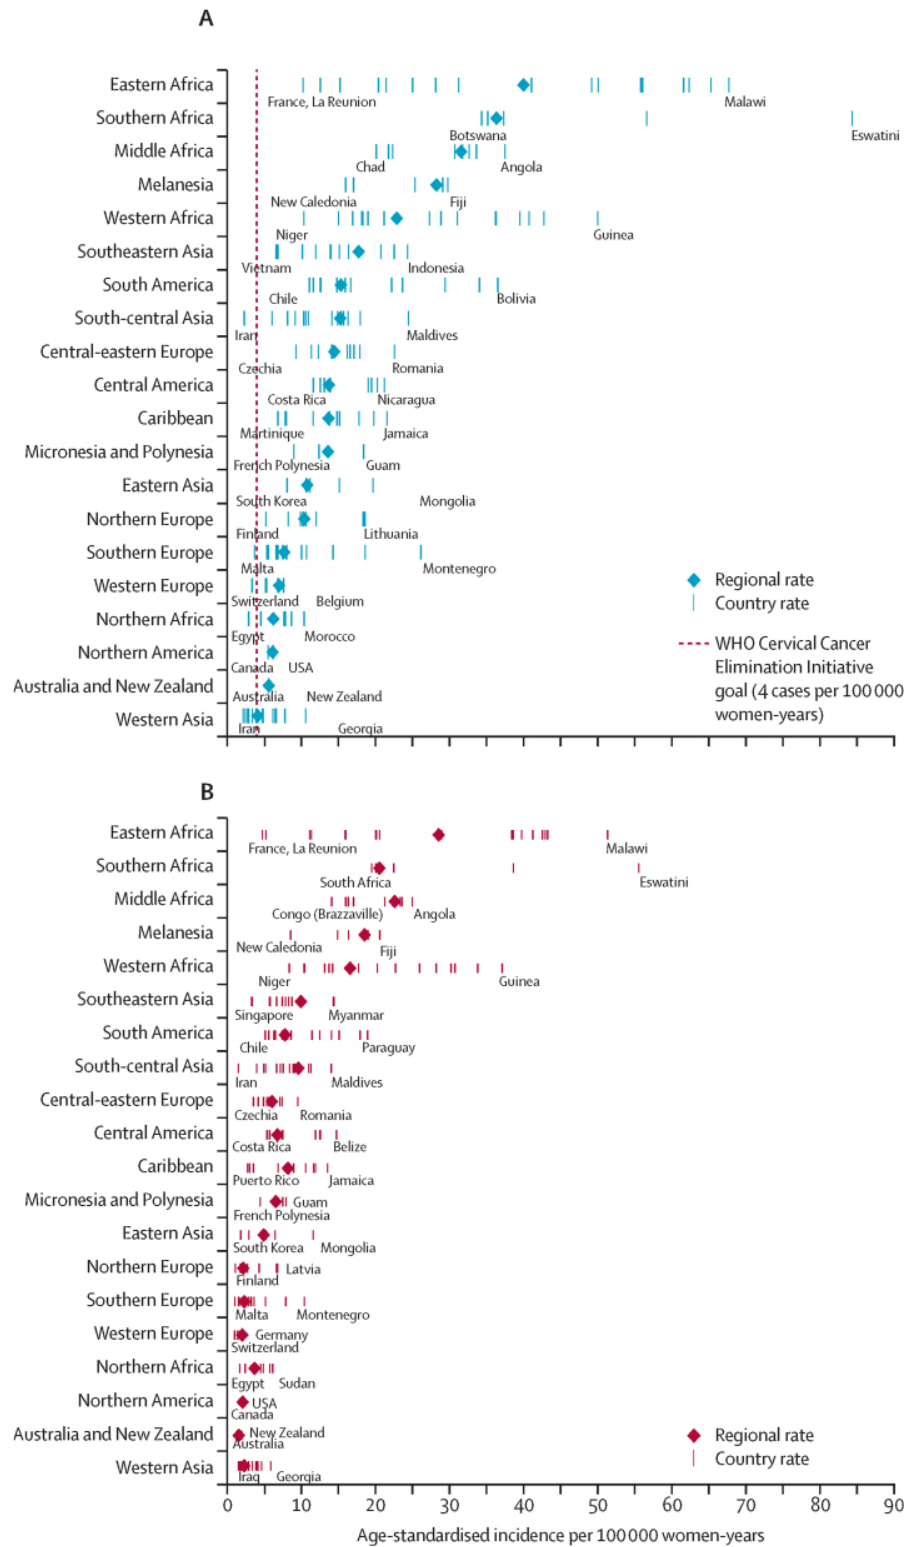 A
Eastern Africa
France, La Reunion
Malawi
Southern Africa
Botswana
Eswatini
Middle Africa
Chad
Angola
Melanesia
New Caledonia
Fiji
Western Africa
Niger
Guinea
Southeastern Asia
Vietnam
Indonesia
South America
Chile
Bolivia
South-central Asia
Iran
Maldives
Central-eastern Europe
Czechia
Romania
Central America
Costa Rica
Nicaragua
Caribbean
Martinique
Jamaica
Micronesia and Polynesia
French Polynesia
Guam
Eastern Asia
South Korea
Mongolia
Northern Europe
Finland
Lithuania
Southern Europe
Malta
Montenegro
Western Europe
Switzerland
Belgium
Northern Africa
Egypt
Morocco
Northern America
Canada
USA
Australia and New Zealand
Australia
New Zealand
Western Asia
Iraq
Georgia
Regional rate
Country rate
WHO Cervical Cancer
Elimination Initiative
goal (4 cases per 100 000
women-years)
90
B
Eastern Africa
France, La Reunion
Malawi
Southern Africa
South Africa
Eswatini
Middle Africa
Congo (Brazzaville)
Angola
Melanesia
New Caledonia
Fiji
Western Africa
Niger
Guinea
Southeastern Asia
Singapore
Myanmar
South America
Chile
Paraguay
South-central Asia
Iran
Maldives
Central-eastern Europe
Czechia
Romania
Central America
Costa Rica
Belize
Caribbean
Puerto Rico
Jamaica
Micronesia and Polynesia
Guam
French Polynesia
Eastern Asia
South Korea
Mongolia
Northern Europe
Latvia
Finland
Southern Europe
Malta
Montenegro
Western Europe
Germany
Switzerland
Northern Africa
Egypt
Sudan
Northern America
USA
Canada
Australia and New Zealand
New Zealand
Australia
Western Asia
Iraq
Georgia
Regional rate
Country rate
0 10 20 30 40 50 60 70 80 90
Age-standardised incidence per 100 000 women-years